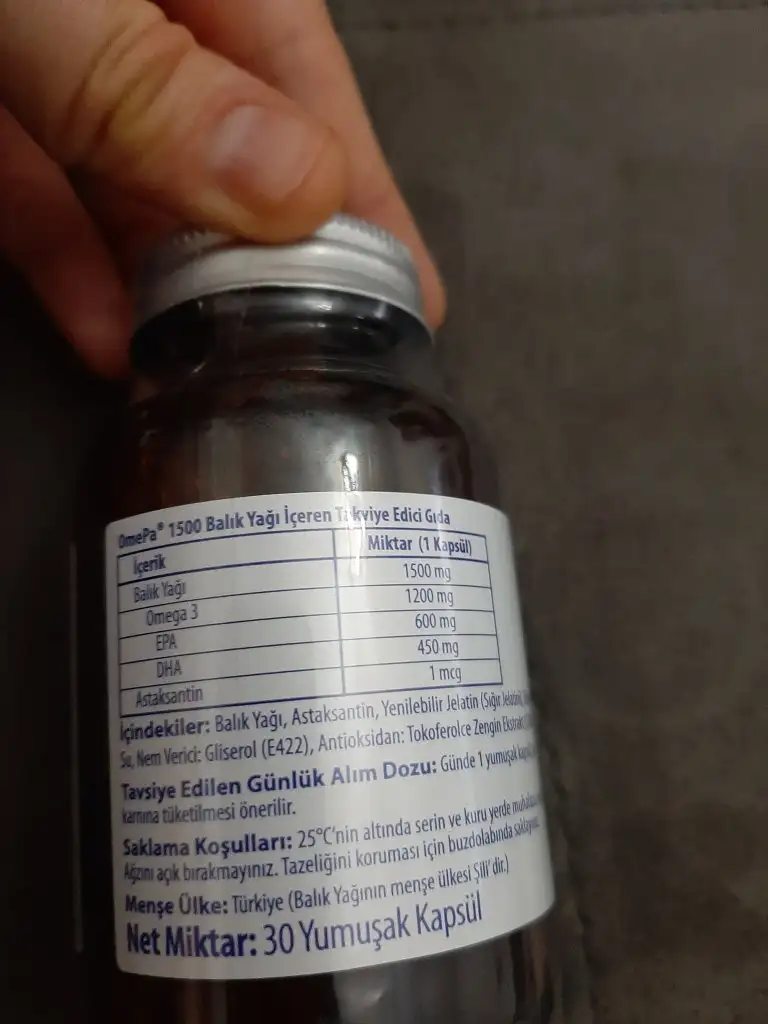 OmePa® 1500 Balık Yağı İçeren Takviye Edici Gıda
İçerik Miktar (1 Kapsül)
Balık Yağı 1500 mg
Omega 3 1200 mg
EPA 600 mg
DHA 450 mg
Astaksantin 1 mcg
İçindekiler: Balık Yağı, Astaksantin, Yenilebilir Jelatin (Sığır Jelatini),
Su, Nem Verici: Gliserol (E422), Antioksidan: Tokoferolce Zengin Ekstrakt
Tavsiye Edilen Günlük Alım Dozu: Günde 1 yumuşak
karnına tüketilmesi önerilir.
Saklama Koşulları: 25°C'nin altında serin ve kuru yerde
Ağzını açık bırakmayınız. Tazeliğini koruması için buzdolabında saklayınız.
Menşe Ülke: Türkiye (Balık Yağının menşe ülkesi Şili'dir.)
Net Miktar: 30 Yumuşak Kapsül